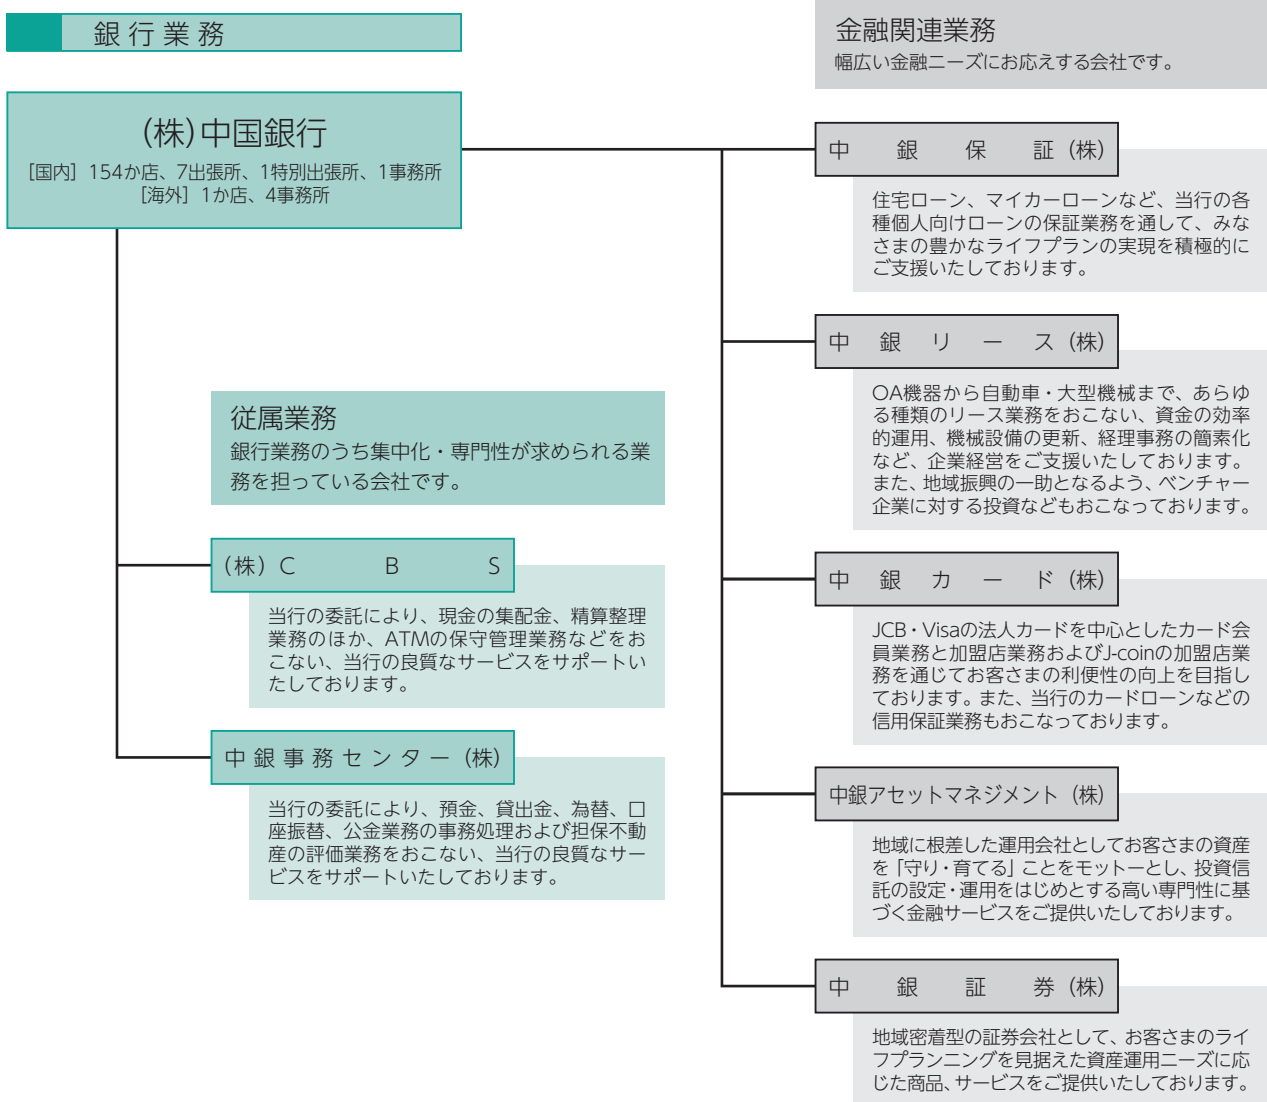 銀行業務
(株)中国銀行
[国内] 154か店、7出張所、1特別出張所、1事務所
[海外] 1か店、4事務所
従属業務
銀行業務のうち集中化・専門性が求められる業
務を担っている会社です。
(株)CBS
当行の委託により、現金の集配金、精算整理
業務のほか、ATMの保守管理業務などをお
こない、当行の良質なサービスをサポートい
たしております。
中銀事務センター(株)
当行の委託により、預金、貸出金、為替、口
座振替、公金業務の事務処理および担保不動
産の評価業務をおこない、当行の良質なサー
ビスをサポートいたしております。
金融関連業務
幅広い金融ニーズにお応えする会社です。
中銀保証(株)
住宅ローン、マイカーローンなど、当行の各
種個人向けローンの保証業務を通して、みな
さまの豊かなライフプランの実現を積極的に
ご支援いたしております。
中銀リース(株)
OA機器から自動車・大型機械まで、あらゆ
る種類のリース業務をおこない、資金の効率
的運用、機械設備の更新、経理事務の簡素化
など、企業経営をご支援いたしております。
また、地域振興の一助となるよう、ベンチャー
企業に対する投資などもおこなっております。
中銀カード(株)
JCB・Visaの法人カードを中心としたカード会
員業務と加盟店業務およびJ-coinの加盟店業
務を通じてお客さまの利便性の向上を目指し
ております。また、当行のカードローンなどの
信用保証業務もおこなっております。
中銀アセットマネジメント(株)
地域に根差した運用会社としてお客さまの資産
を「守り・育てる」ことをモットーとし、投資信
託の設定・運用をはじめとする高い専門性に基
づく金融サービスをご提供いたしております。
中銀証券(株)
地域密着型の証券会社として、お客さまのライ
フプランニングを見据えた資産運用ニーズに応
じた商品、サービスをご提供いたしております。